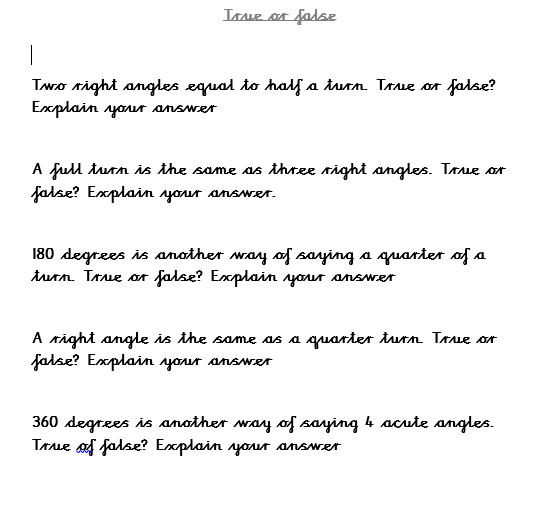 True or false
Two right angles equal to half a turn. True or false?
Explain your answer
A full turn is the same as three right angles. True or
false? Explain your answer.
180 degrees is another way of saying a quarter of a
turn. True or false? Explain your answer
A right angle is the same as a quarter turn. True or
false? Explain your answer
360 degrees is another way of saying 4 acute angles.
True of false? Explain your answer